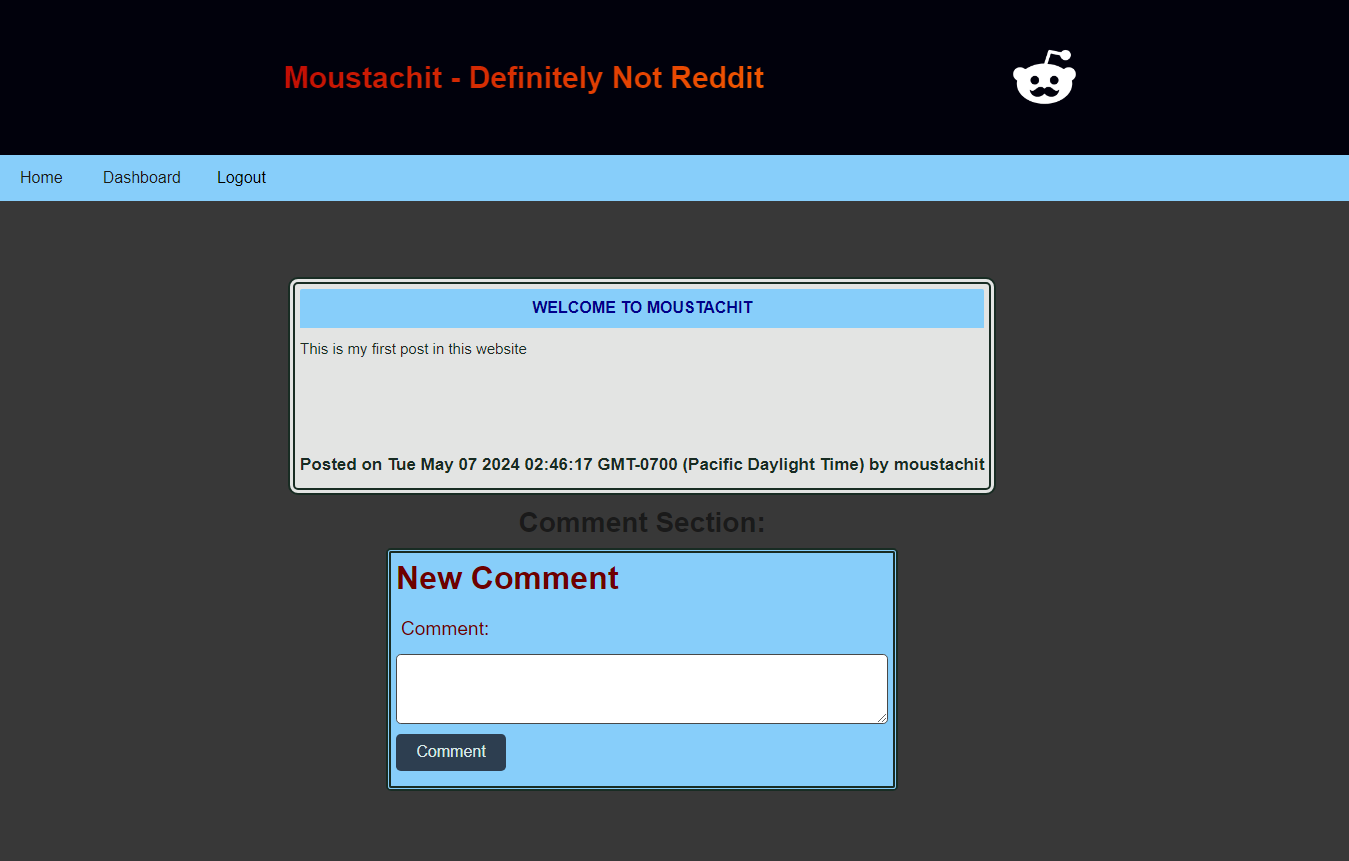 Moustachit - Definitely Not Reddit
Home Dashboard Logout
WELCOME TO MOUSTACHIT
This is my first post in this website
Posted on Tue May 07 2024 02:46:17 GMT-0700 (Pacific Daylight Time) by moustachit
Comment Section:
New Comment
Comment:
Comment